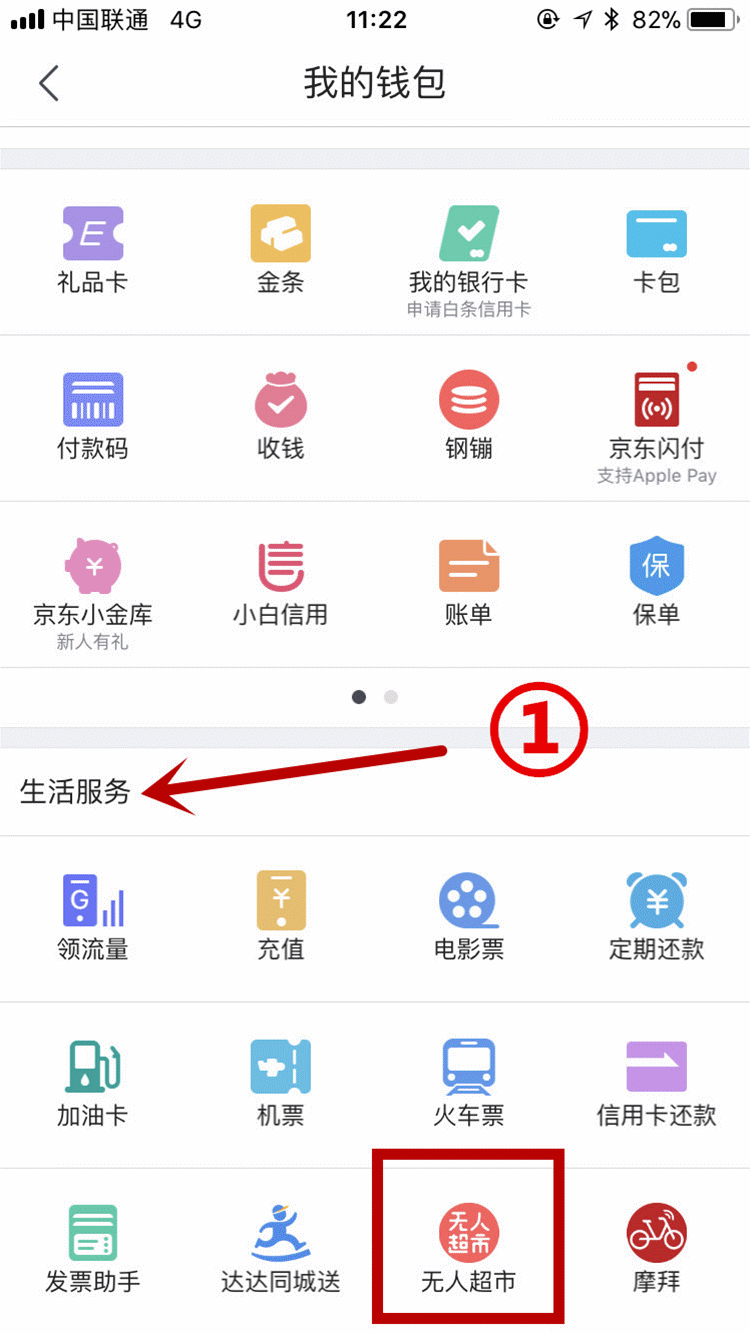 中国联通 4G 11:22 82%
我的钱包
E
礼品卡 金条 我的银行卡 卡包
申请白条信用卡
付款码 收钱 钢镚 京东闪付
支持Apple Pay
¥ 保
京东小金库 小白信用 账单 保单
新人有礼
1
生活服务
G ¥ ¥
领流量 充值 电影票 定期还款
加油卡 机票 火车票 信用卡还款
无人
超市
发票助手 达达同城送 无人超市 摩拜